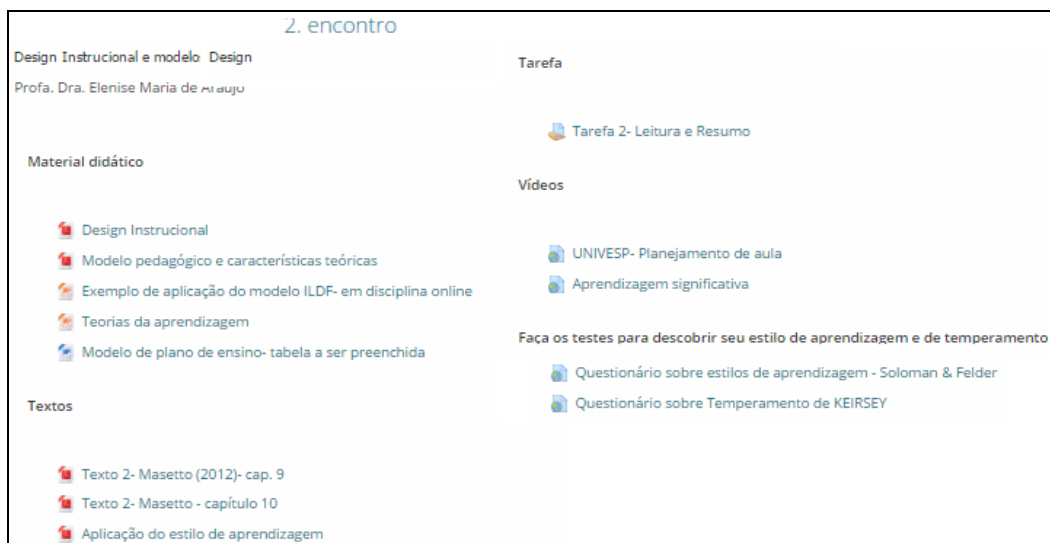 2. encontro
Design Instrucional e modelo Design
Profa. Dra. Elenise Maria de Araujo
Material didático
Design Instrucional
Modelo pedagógico e características teóricas
Exemplo de aplicação do modelo ILDF- em disciplina online
Teorias da aprendizagem
Modelo de plano de ensino- tabela a ser preenchida
Textos
Texto 2- Masetto (2012)- cap. 9
Texto 2- Masetto - capítulo 10
Aplicação do estilo de aprendizagem
Tarefa
Tarefa 2- Leitura e Resumo
Vídeos
UNIVESP- Planejamento de aula
Aprendizagem significativa
Faça os testes para descobrir seu estilo de aprendizagem e de temperamento
Questionário sobre estilos de aprendizagem - Soloman & Felder
Questionário sobre Temperamento de KEIRSEY